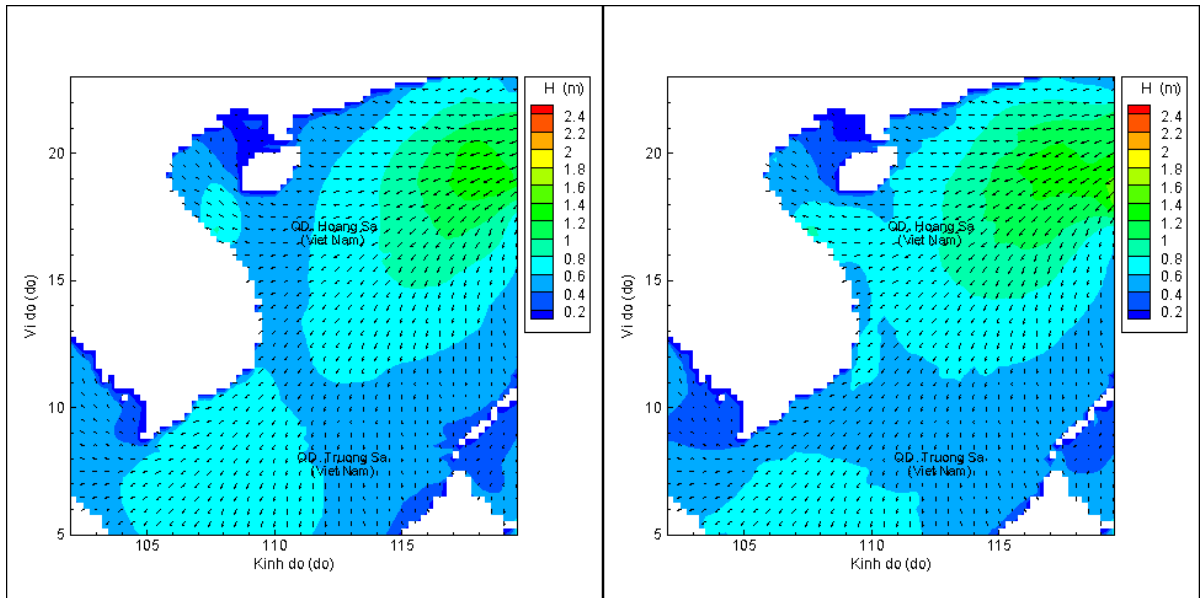 H (m)
2.4
2.2
2
1.8
1.6
1.4
1.2
1
0.8
0.6
0.4
0.2
20
15
10
5
Vi do (do)
QD. Hoang Sa
(Viet Nam)
QD. Truong Sa
(Viet Nam)
105
110
115
Kinh do (do)
H (m)
2.4
2.2
2
1.8
1.6
1.4
1.2
1
0.8
0.6
0.4
0.2
20
15
10
5
Vi do (do)
QD. Hoang Sa
(Viet Nam)
QD. Truong Sa
(Viet Nam)
105
110
115
Kinh do (do)